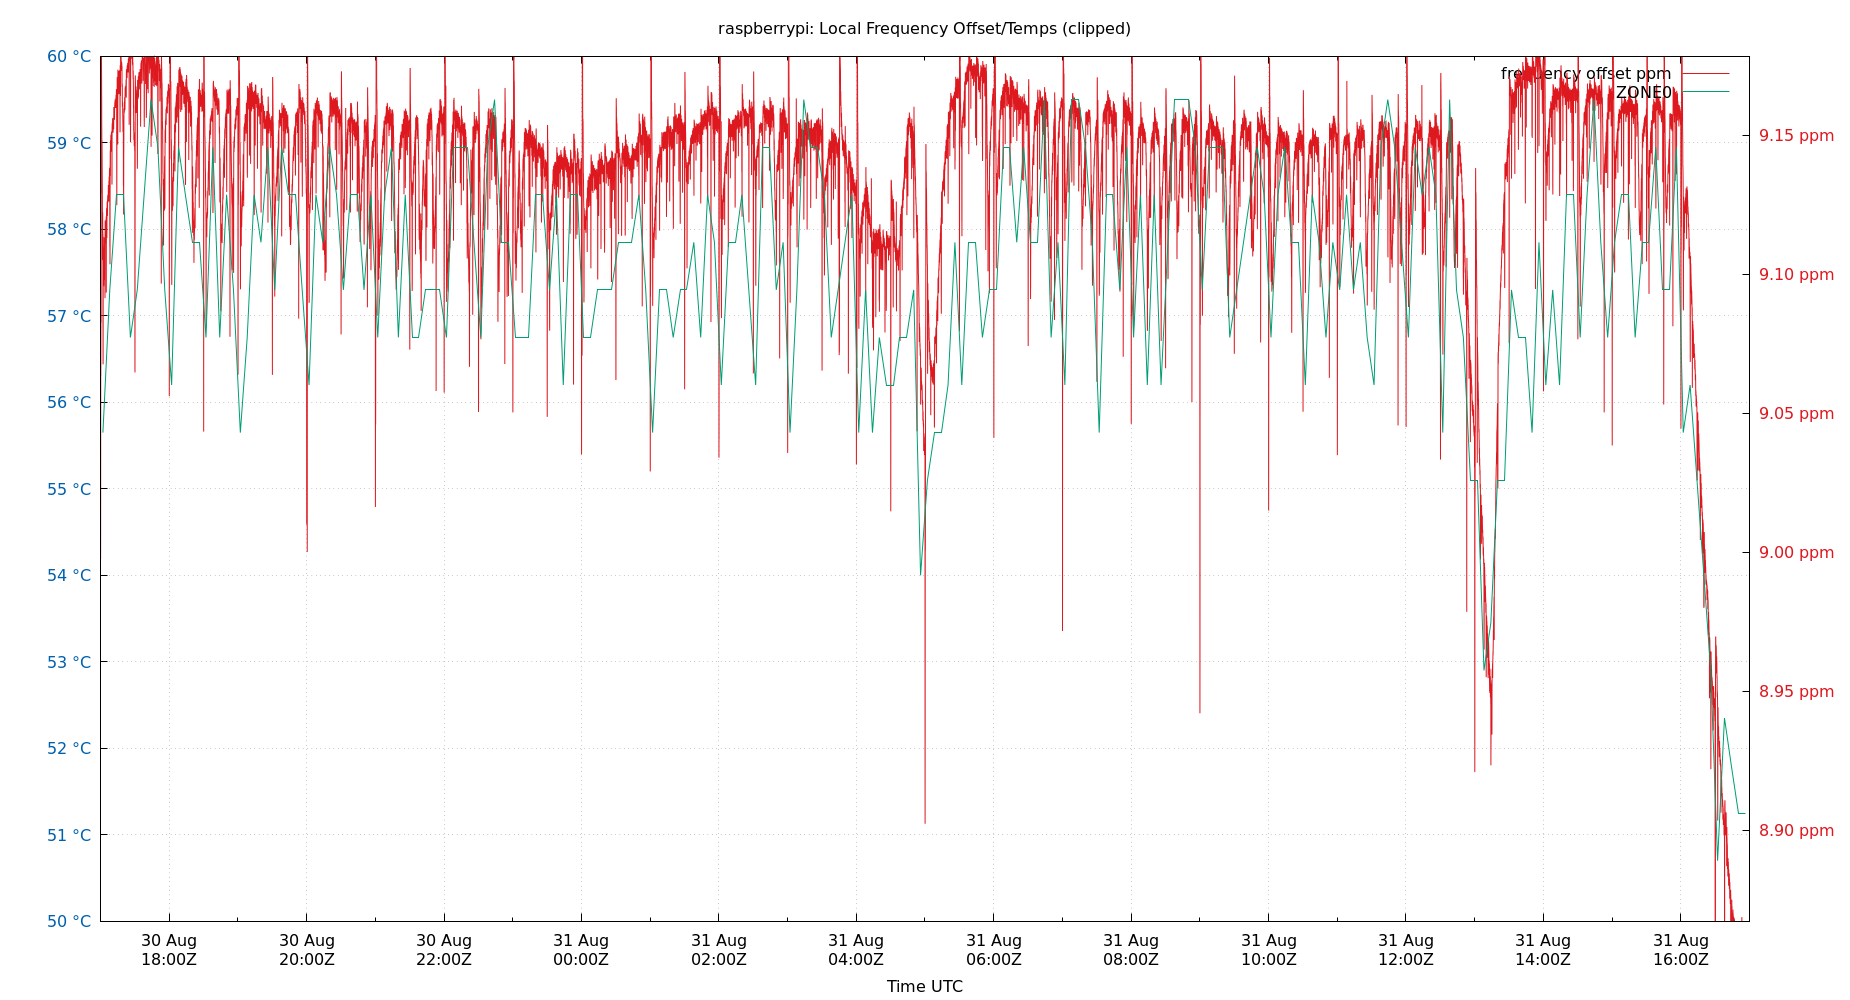 raspberrypi: Local Frequency Offset/Temps (clipped)
60 °C
59 °C
58 °C
57 °C
56 °C
55 °C
54 °C
53 °C
52 °C
51 °C
50 °C
frequency offset ppm
ZONE0
9.15 ppm
9.10 ppm
9.05 ppm
9.00 ppm
8.95 ppm
8.90 ppm
30 Aug
18:00Z
30 Aug
20:00Z
30 Aug
22:00Z
31 Aug
00:00Z
31 Aug
02:00Z
31 Aug
04:00Z
31 Aug
06:00Z
31 Aug
08:00Z
31 Aug
10:00Z
31 Aug
12:00Z
31 Aug
14:00Z
31 Aug
16:00Z
Time UTC